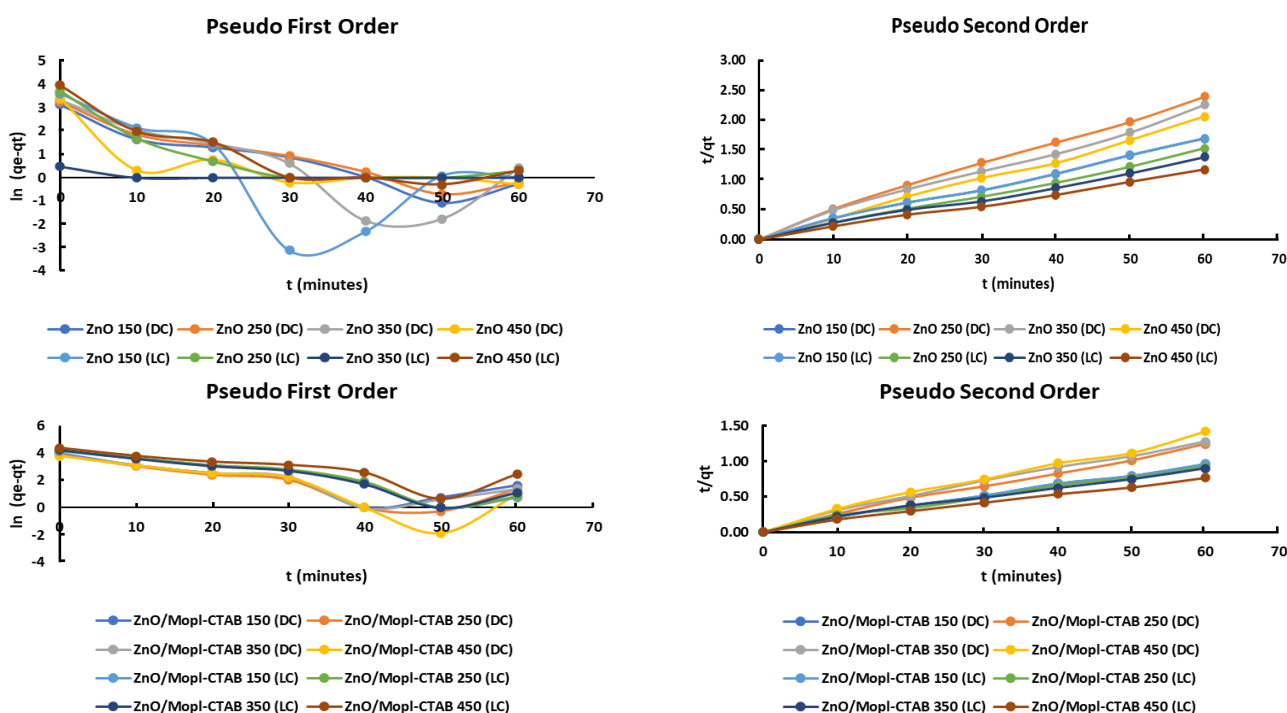 Pseudo First Order
ln (qe-qt)
5
4
3
2
1
0
-1
-2
-3
-4
0 10 20 30 40 50 60 70
t (minutes)
ZnO 150 (DC) ZnO 250 (DC) ZnO 350 (DC) ZnO 450 (DC)
ZnO 150 (LC) ZnO 250 (LC) ZnO 350 (LC) ZnO 450 (LC)
Pseudo Second Order
t/qt
3.00
2.50
2.00
1.50
1.00
0.50
0.00
0 10 20 30 40 50 60 70
t (minutes)
ZnO 150 (DC) ZnO 250 (DC) ZnO 350 (DC) ZnO 450 (DC)
ZnO 150 (LC) ZnO 250 (LC) ZnO 350 (LC) ZnO 450 (LC)
Pseudo First Order
ln (qe-qt)
6
4
2
0
-2
-4
0 10 20 30 40 50 60 70
t (minutes)
ZnO/Mopl-CTAB 150 (DC) ZnO/Mopl-CTAB 250 (DC)
ZnO/Mopl-CTAB 350 (DC) ZnO/Mopl-CTAB 450 (DC)
ZnO/Mopl-CTAB 150 (LC) ZnO/Mopl-CTAB 250 (LC)
ZnO/Mopl-CTAB 350 (LC) ZnO/Mopl-CTAB 450 (LC)
Pseudo Second Order
t/qt
1.50
1.00
0.50
0.00
0 10 20 30 40 50 60 70
t (minutes)
ZnO/Mopl-CTAB 150 (DC) ZnO/Mopl-CTAB 250 (DC)
ZnO/Mopl-CTAB 350 (DC) ZnO/Mopl-CTAB 450 (DC)
ZnO/Mopl-CTAB 150 (LC) ZnO/Mopl-CTAB 250 (LC)
ZnO/Mopl-CTAB 350 (LC) ZnO/Mopl-CTAB 450 (LC)